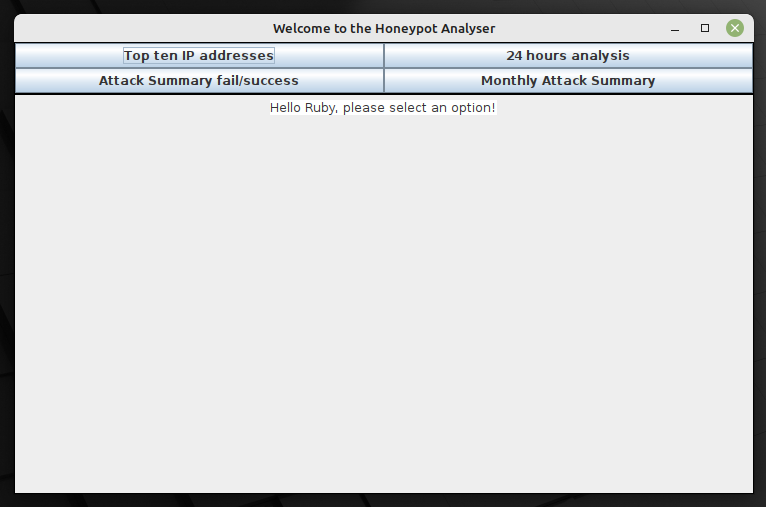 Welcome to the Honeypot Analyser
Top ten IP addresses
24 hours analysis
Attack Summary fail/success
Monthly Attack Summary
Hello Ruby, please select an option!